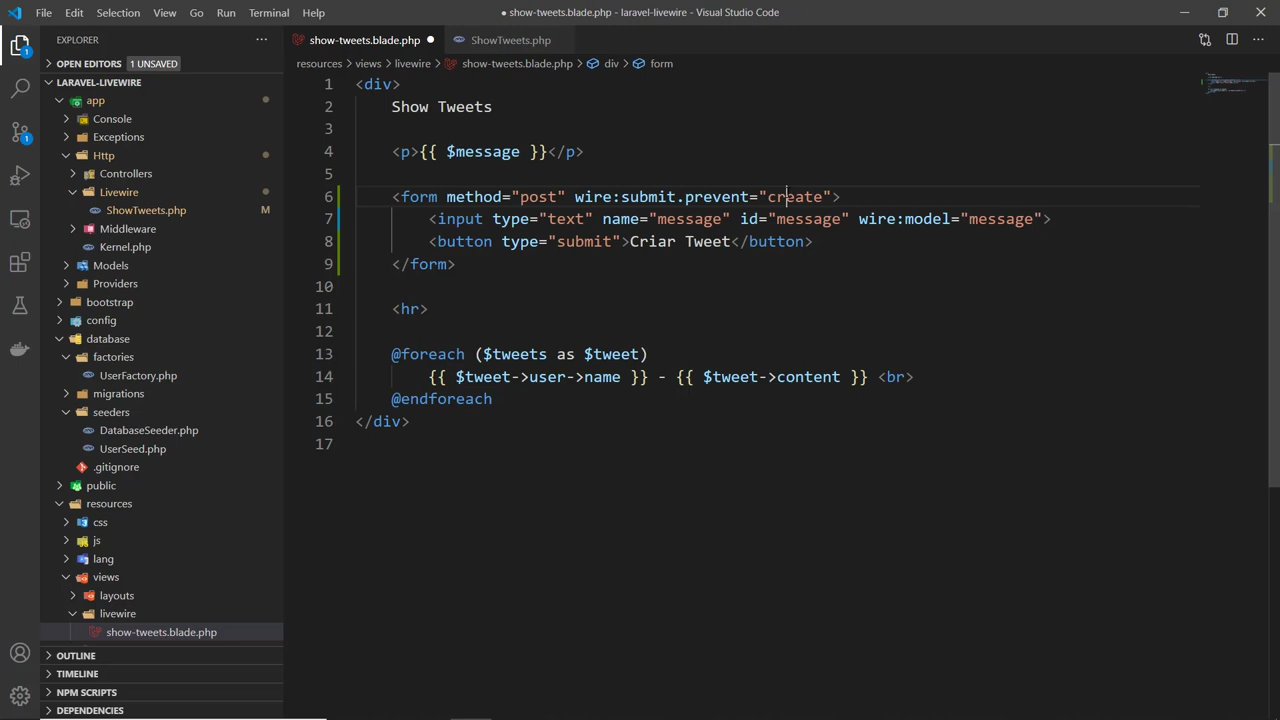 File Edit Selection View Go Run Terminal Help
● show-tweets.blade.php - laravel-livewire - Visual Studio Code
EXPLORER
OPEN EDITORS 1 UNSAVED
LARAVEL-LIVEWIRE
app
Console
Exceptions
Http
Controllers
Livewire
ShowTweets.php M
Middleware
Kernel.php
Models
Providers
bootstrap
config
database
factories
UserFactory.php
migrations
seeders
DatabaseSeeder.php
UserSeed.php
.gitignore
public
resources
css
js
lang
views
layouts
livewire
show-tweets.blade.php
OUTLINE
TIMELINE
NPM SCRIPTS
DEPENDENCIES
1
1
show-tweets.blade.php ● ShowTweets.php
resources > views > livewire > show-tweets.blade.php > div > form
1 <div>
2 Show Tweets
3
4 <p>{{ $message }}</p>
5
6 <form method="post" wire:submit.prevent="create">
7 <input type="text" name="message" id="message" wire:model="message">
8 <button type="submit">Criar Tweet</button>
9 </form>
10
11 <hr>
12
13 @foreach ($tweets as $tweet)
14 {{ $tweet->user->name }} - {{ $tweet->content }} <br>
15 @endforeach
16 </div>
17